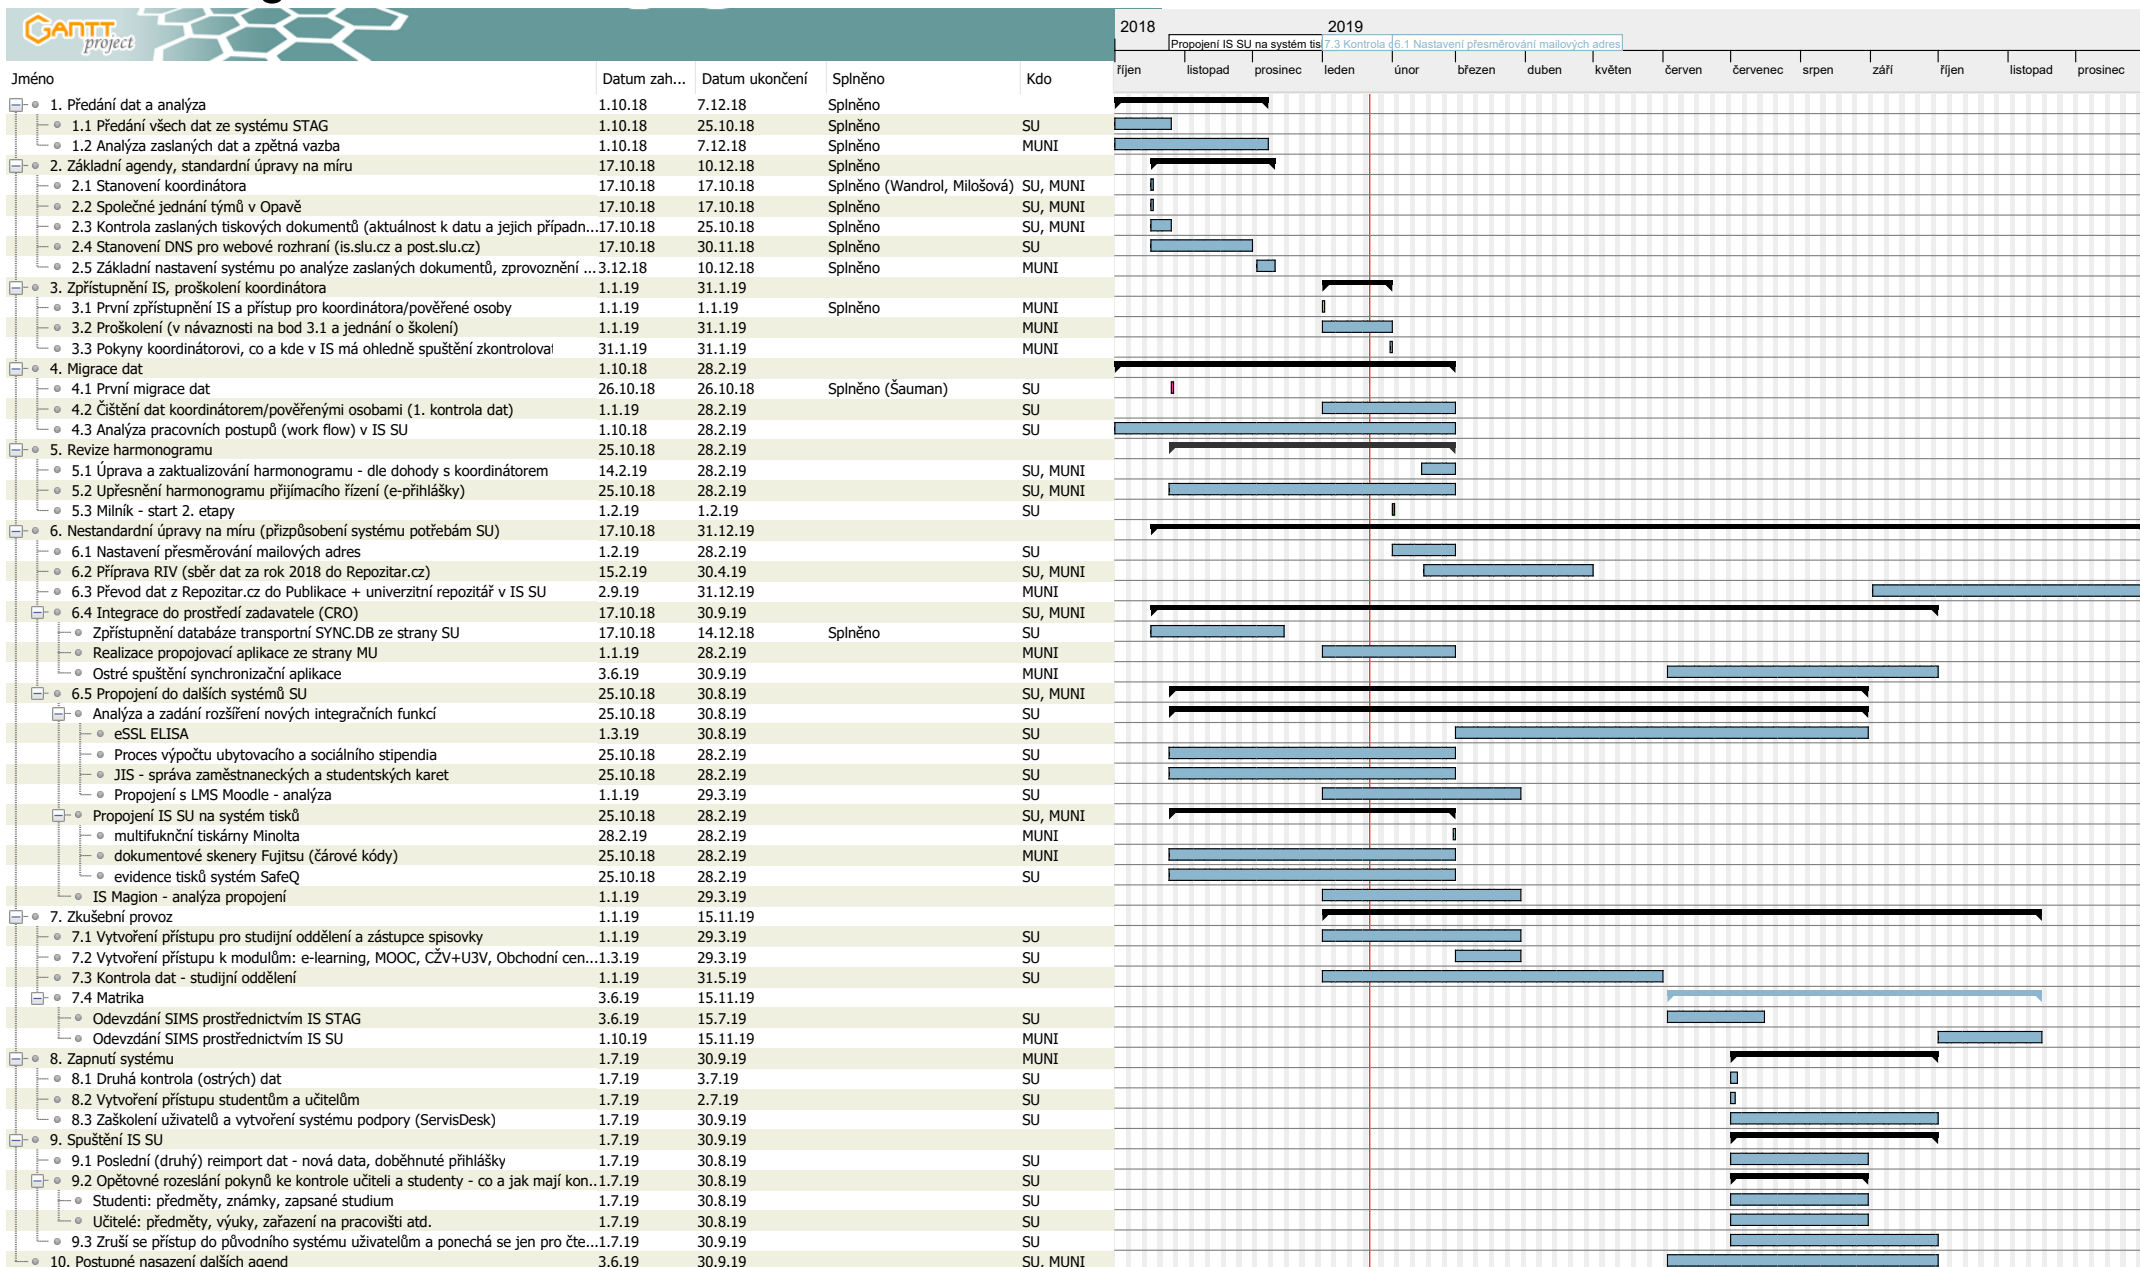 GANTT project
2018 2019
Propojení IS SU na systém tis 7.3 Kontrola d 6.1 Nastavení přesměrování mailových adres
Jméno Datum zah... Datum ukončení Splněno Kdo říjen listopad prosinec leden únor březen duben květen červen červenec srpen září říjen listopad prosinec
1. Předání dat a analýza 1.10.18 7.12.18 Splněno
1.1 Předání všech dat ze systému STAG 1.10.18 25.10.18 Splněno SU
1.2 Analýza zaslaných dat a zpětná vazba 1.10.18 7.12.18 Splněno MUNI
2. Základní agendy, standardní úpravy na míru 17.10.18 10.12.18 Splněno
2.1 Stanovení koordinátora 17.10.18 17.10.18 Splněno (Wandrol, Milošová) SU, MUNI
2.2 Společné jednání týmů v Opavě 17.10.18 17.10.18 Splněno SU, MUNI
2.3 Kontrola zaslaných tiskových dokumentů (aktuálnost k datu a jejich případn... 17.10.18 25.10.18 Splněno SU, MUNI
2.4 Stanovení DNS pro webové rozhraní (is.slu.cz a post.slu.cz) 17.10.18 30.11.18 Splněno SU
2.5 Základní nastavení systému po analýze zaslaných dokumentů, zprovoznění ... 3.12.18 10.12.18 Splněno MUNI
3. Zpřístupnění IS, proškolení koordinátora 1.1.19 31.1.19
3.1 První zpřístupnění IS a přístup pro koordinátora/pověřené osoby 1.1.19 1.1.19 Splněno MUNI
3.2 Proškolení (v návaznosti na bod 3.1 a jednání o školení) 1.1.19 31.1.19 MUNI
3.3 Pokyny koordinátorovi, co a kde v IS má ohledně spuštění zkontrolovat 31.1.19 31.1.19 MUNI
4. Migrace dat 1.10.18 28.2.19
4.1 První migrace dat 26.10.18 26.10.18 Splněno (Šauman) SU
4.2 Čištění dat koordinátorem/pověřenými osobami (1. kontrola dat) 1.1.19 28.2.19 SU
4.3 Analýza pracovních postupů (work flow) v IS SU 1.10.18 28.2.19 SU
5. Revize harmonogramu 25.10.18 28.2.19
5.1 Úprava a zaktualizování harmonogramu - dle dohody s koordinátorem 14.2.19 28.2.19 SU, MUNI
5.2 Upřesnění harmonogramu přijímacího řízení (e-přihlášky) 25.10.18 28.2.19 SU, MUNI
5.3 Milník - start 2. etapy 1.2.19 1.2.19 SU
6. Nestandardní úpravy na míru (přizpůsobení systému potřebám SU) 17.10.18 31.12.19
6.1 Nastavení přesměrování mailových adres 1.2.19 28.2.19 SU
6.2 Příprava RIV (sběr dat za rok 2018 do Repozitar.cz) 15.2.19 30.4.19 SU, MUNI
6.3 Převod dat z Repozitar.cz do Publikace + univerzitní repozitář v IS SU 2.9.19 31.12.19 MUNI
6.4 Integrace do prostředí zadavatele (CRO) 17.10.18 30.9.19 SU, MUNI
Zpřístupnění databáze transportní SYNC.DB ze strany SU 17.10.18 14.12.18 Splněno SU
Realizace propojovací aplikace ze strany MU 1.1.19 28.2.19 MUNI
Ostré spuštění synchronizační aplikace 3.6.19 30.9.19 MUNI
6.5 Propojení do dalších systémů SU 25.10.18 30.8.19 SU, MUNI
Analýza a zadání rozšíření nových integračních funkcí 25.10.18 30.8.19 SU
eSSL ELISA 1.3.19 30.8.19 SU
Proces výpočtu ubytovacího a sociálního stipendia 25.10.18 28.2.19 SU
JIS - správa zaměstnaneckých a studentských karet 25.10.18 28.2.19 SU
Propojení s LMS Moodle - analýza 1.1.19 29.3.19 SU
Propojení IS SU na systém tisků 25.10.18 28.2.19 SU, MUNI
multifuknční tiskárny Minolta 28.2.19 28.2.19 MUNI
dokumentové skenery Fujitsu (čárové kódy) 25.10.18 28.2.19 MUNI
evidence tisků systém SafeQ 25.10.18 28.2.19 SU
IS Magion - analýza propojení 1.1.19 29.3.19
7. Zkušební provoz 1.1.19 15.11.19
7.1 Vytvoření přístupu pro studijní oddělení a zástupce spisovky 1.1.19 29.3.19 SU
7.2 Vytvoření přístupu k modulům: e-learning, MOOC, CŽV+U3V, Obchodní cen... 1.3.19 29.3.19 SU
7.3 Kontrola dat - studijní oddělení 1.1.19 31.5.19 SU
7.4 Matrika 3.6.19 15.11.19
Odevzdání SIMS prostřednictvím IS STAG 3.6.19 15.7.19 SU
Odevzdání SIMS prostřednictvím IS SU 1.10.19 15.11.19 MUNI
8. Zapnutí systému 1.7.19 30.9.19 MUNI
8.1 Druhá kontrola (ostrých) dat 1.7.19 3.7.19 SU
8.2 Vytvoření přístupu studentům a učitelům 1.7.19 2.7.19 SU
8.3 Zaškolení uživatelů a vytvoření systému podpory (ServisDesk) 1.7.19 30.9.19 SU
9. Spuštění IS SU 1.7.19 30.9.19
9.1 Poslední (druhý) reimport dat - nová data, doběhnuté přihlášky 1.7.19 30.8.19 SU
9.2 Opětovné rozeslání pokynů ke kontrole učiteli a studenty - co a jak mají kon.. 1.7.19 30.8.19 SU
Studenti: předměty, známky, zapsané studium 1.7.19 30.8.19 SU
Učitelé: předměty, výuky, zařazení na pracovišti atd. 1.7.19 30.8.19 SU
9.3 Zruší se přístup do původního systému uživatelům a ponechá se jen pro čte... 1.7.19 30.9.19 SU
10. Postupné nasazení dalších agend 3.6.19 30.9.19 SU, MUNI